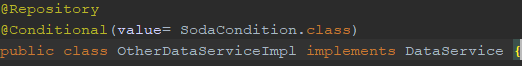 @Repository
@Conditional(value= SodaCondition.class)
public class OtherDataServiceImpl implements DataService {